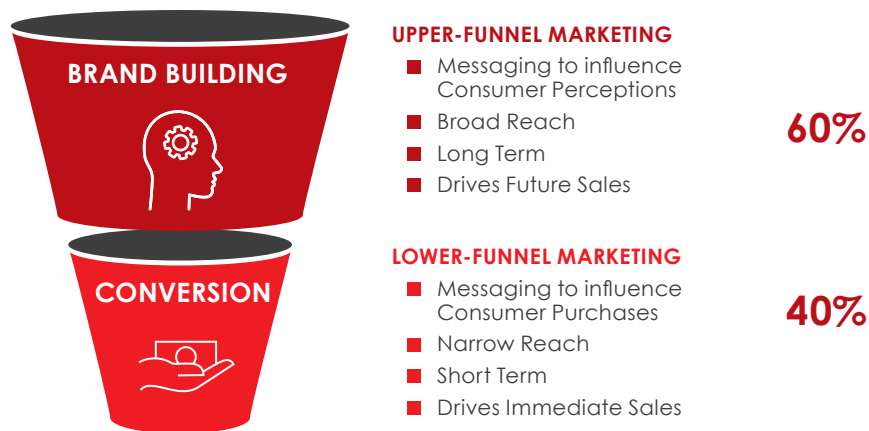 BRAND BUILDING
UPPER-FUNNEL MARKETING
Messaging to influence
Consumer Perceptions
Broad Reach
Long Term
Drives Future Sales
60%
CONVERSION
LOWER-FUNNEL MARKETING
Messaging to influence
Consumer Purchases
Narrow Reach
Short Term
Drives Immediate Sales
40%